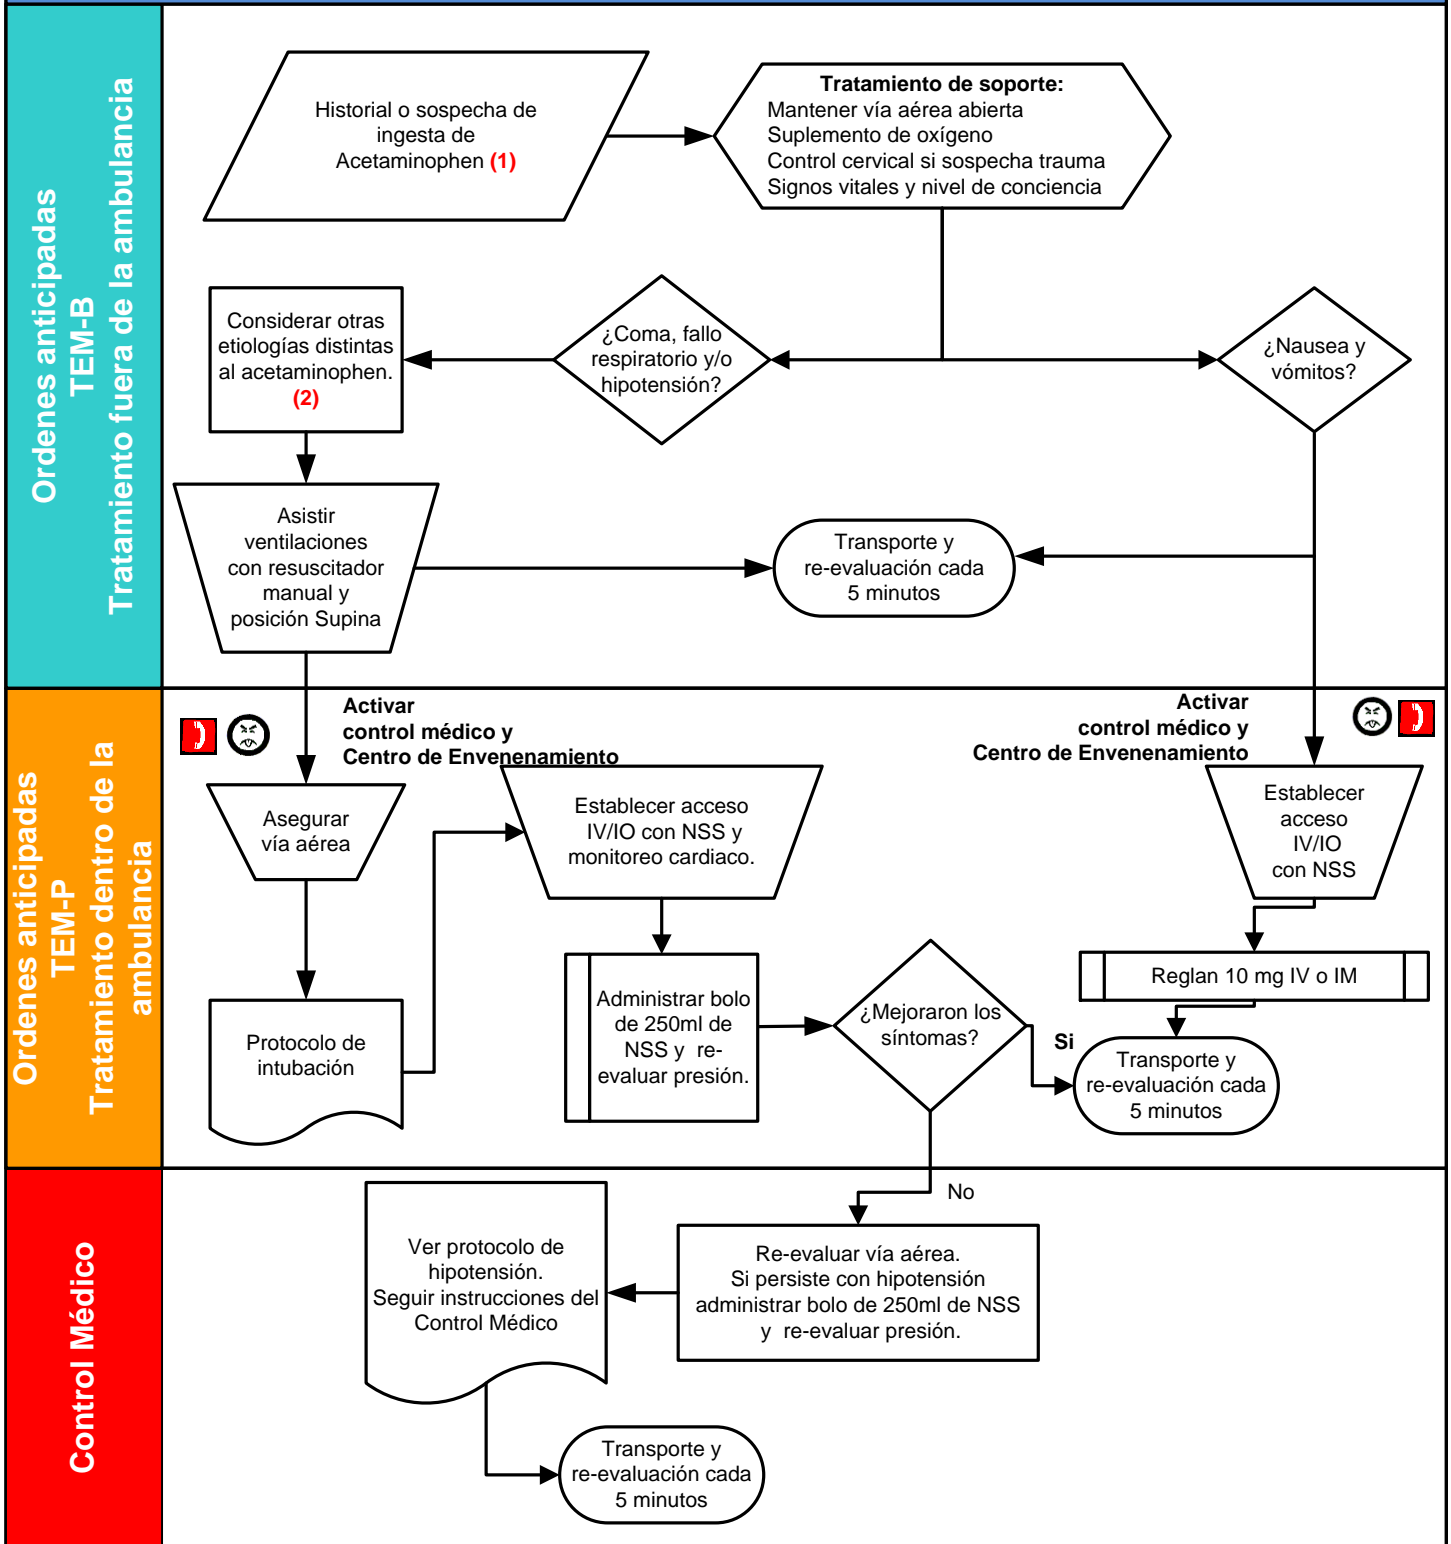 Ordenes anticipadas
TEM-B
Tratamiento fuera de la ambulancia
Historial o sospecha de
ingesta de
Acetaminophen (1)
Tratamiento de soporte:
Mantener vía aérea abierta
Suplemento de oxígeno
Control cervical si sospecha trauma
Signos vitales y nivel de conciencia
Considerar otras
etiologías distintas
al acetaminophen.
(2)
¿Coma, fallo
respiratorio y/o
hipotensión?
¿Nausea y
vómitos?
Asistir
ventilaciones
con resuscitador
manual y
posición Supina
Transporte y
re-evaluación cada
5 minutos
Ordenes anticipadas
TEM-P
Tratamiento dentro de la
ambulancia
Activar
control médico y
Centro de Envenenamiento
Activar
control médico y
Centro de Envenenamiento
Asegurar
vía aérea
Establecer acceso
IV/IO con NSS y
monitoreo cardiaco.
Establecer
acceso
IV/IO
con NSS
Protocolo de
intubación
Administrar bolo
de 250ml de
NSS y re-
evaluar presión.
¿Mejoraron los
síntomas?
Reglan 10 mg IV o IM
Si
Transporte y
re-evaluación cada
5 minutos
Control Médico
No
Ver protocolo de
hipotensión.
Seguir instrucciones del
Control Médico
Re-evaluar vía aérea.
Si persiste con hipotensión
administrar bolo de 250ml de NSS
y re-evaluar presión.
Transporte y
re-evaluación cada
5 minutos